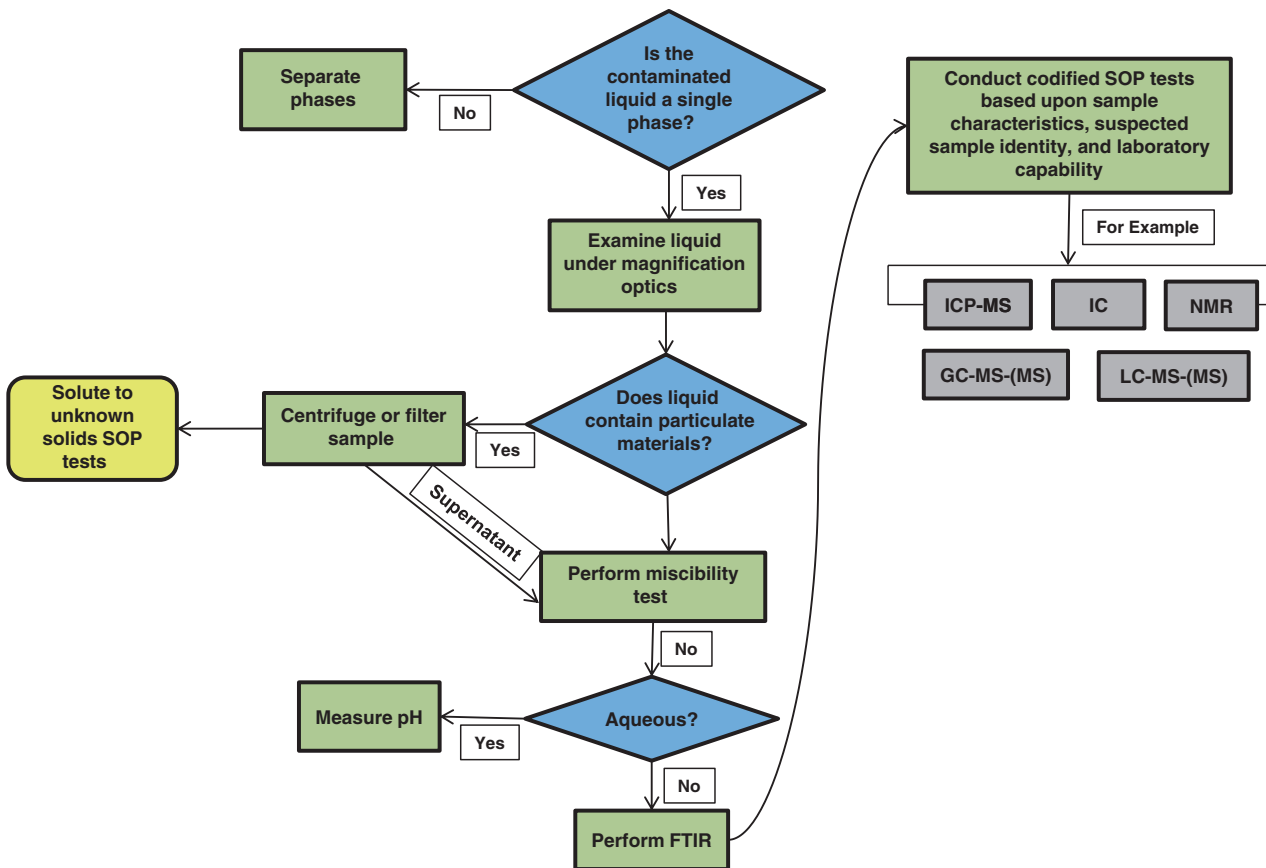 Is the
contaminated
liquid a single
phase?
Separate
phases
No
Yes
Examine liquid
under magnification
optics
Does liquid
contain particulate
materials?
Yes
Centrifuge or filter
sample
Solute to
unknown
solids SOP
tests
Supernatant
Perform miscibility
test
No
Aqueous?
Yes
Measure pH
No
Perform FTIR
Conduct codified SOP tests
based upon sample
characteristics, suspected
sample identity, and laboratory
capability
For Example
ICP-MS
IC
NMR
GC-MS-(MS)
LC-MS-(MS)